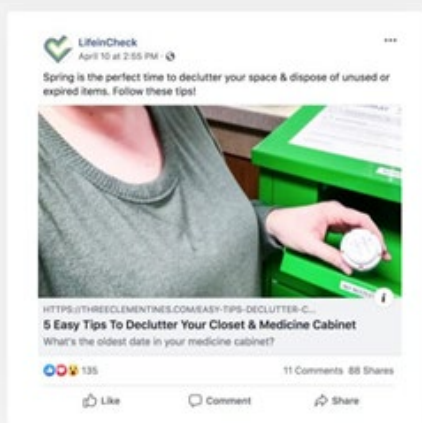 LifeinCheck
April 10 at 2:55 PM ·
Spring is the perfect time to declutter your space & dispose of unused or
expired items. Follow these tips!
i
HTTPS://THREECLEMENTINES.COM/EASY-TIPS-DECLUTTER-C...
5 Easy Tips To Declutter Your Closet & Medicine Cabinet
What's the oldest date in your medicine cabinet?
135
11 Comments 88 Shares
Like
Comment
Share